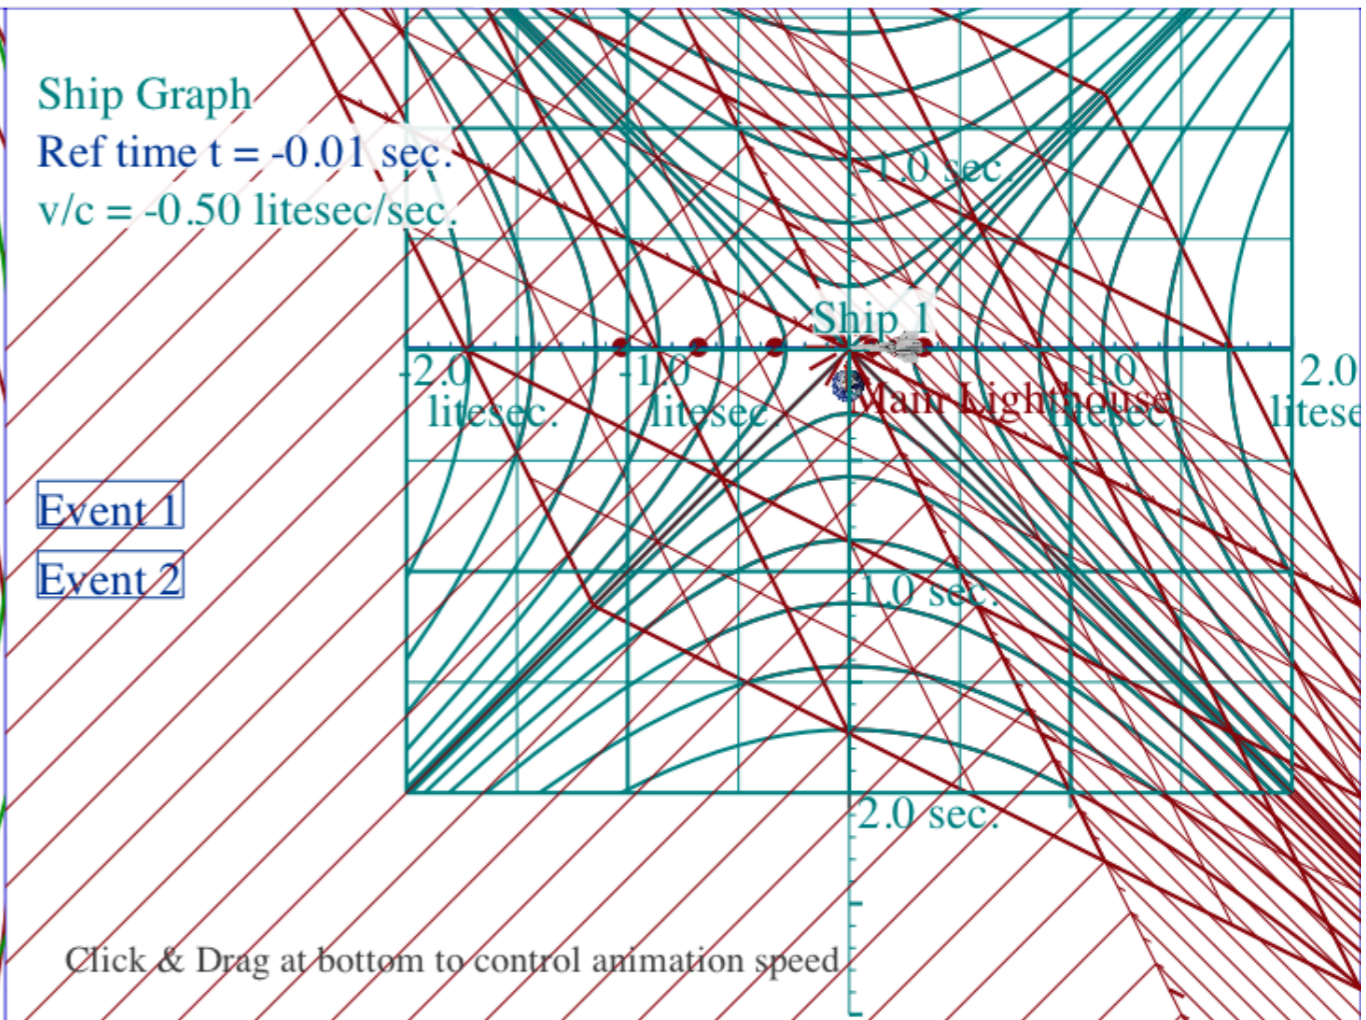 Ship Graph
Ref time t = -0.01 sec.
v/c = -0.50 litesec/sec.
-1.0 sec.
Ship 1
-2.0 -1.0 1.0 2.0
litesec. litesec. litesec. litese
Main Lighthouse
Event 1
Event 2
1.0 sec.
2.0 sec.
Click & Drag at bottom to control animation speed